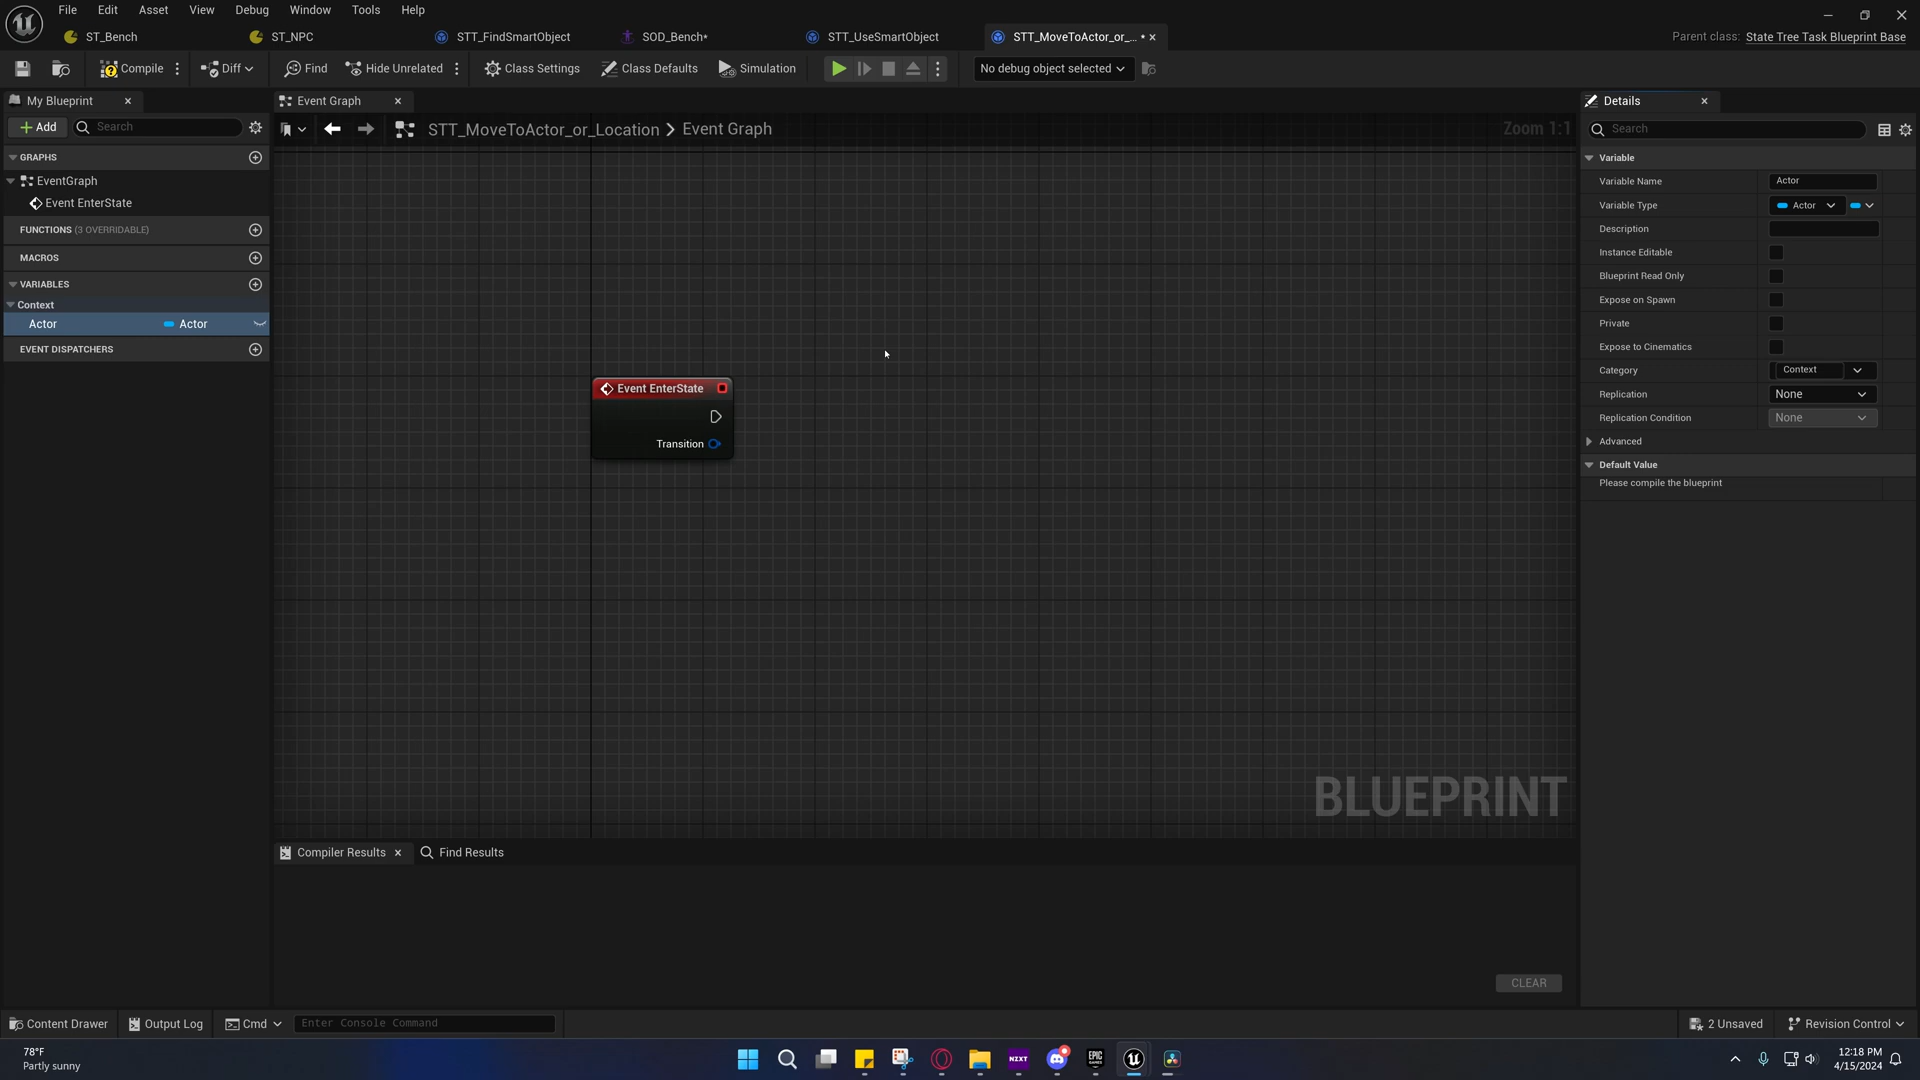 File Edit Asset View Debug Window Tools Help
ST_Bench ST_NPC STT_FindSmartObject SOD_Bench* STT_UseSmartObject STT_MoveToActor_or_... * Parent class: State Tree Task Blueprint Base
Compile Diff Find Hide Unrelated Class Settings Class Defaults Simulation No debug object selected
My Blueprint Event Graph Details
Add Search STT_MoveToActor_or_Location > Event Graph Zoom 1:1 Search
GRAPHS
EventGraph
Event EnterState
FUNCTIONS (3 OVERRIDABLE)
MACROS
VARIABLES
Context
Actor Actor
EVENT DISPATCHERS
Event EnterState
Transition
BLUEPRINT
Variable
Variable Name Actor
Variable Type Actor
Description
Instance Editable
Blueprint Read Only
Expose on Spawn
Private
Expose to Cinematics
Category Context
Replication None
Replication Condition None
Advanced
Default Value
Please compile the blueprint
Compiler Results Find Results
CLEAR
Content Drawer Output Log Cmd Enter Console Command 2 Unsaved Revision Control
78°F
Partly sunny
NZXT
EPIC GAMES
12:18 PM
4/15/2024